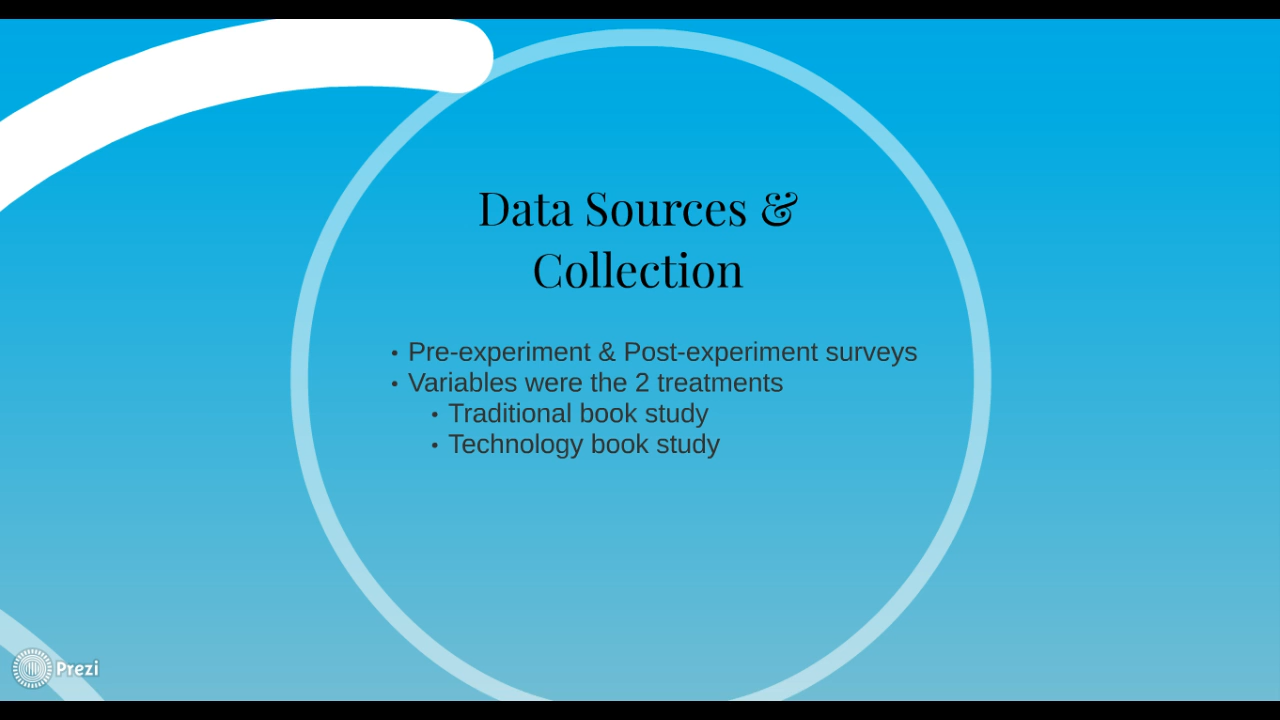 Data Sources &
Collection
• Pre-experiment & Post-experiment surveys
• Variables were the 2 treatments
• Traditional book study
• Technology book study
Prezi